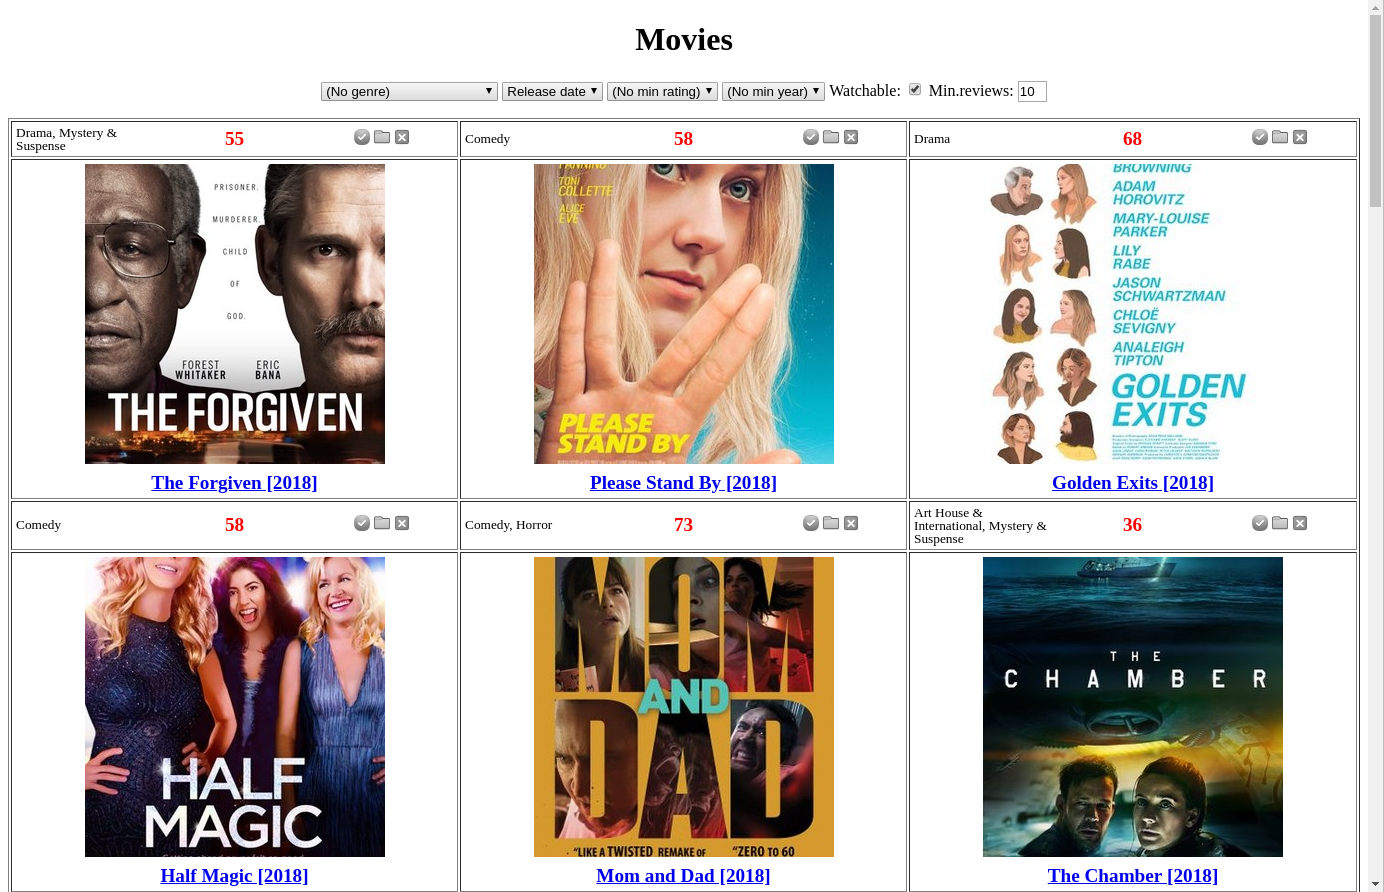 Movies
(No genre) Release date (No min rating) (No min year) Watchable: Min.reviews: 10
Drama, Mystery &
Suspense
55
Comedy
58
Drama
68
PRISONER.
MURDERER.
CHILD
OF
GOD.
FOREST
WHITAKER
ERIC
BANA
THE FORGIVEN
The Forgiven [2018]
FANNING
TONI
COLLETTE
ALICE
EVE
PLEASE
STAND BY
Please Stand By [2018]
BROWNING
ADAM
HOROVITZ
MARY-LOUISE
PARKER
LILY
RABE
JASON
SCHWARTZMAN
CHLOË
SEVIGNY
ANALEIGH
TIPTON
GOLDEN
EXITS
Golden Exits [2018]
Comedy
58
Comedy, Horror
73
Art House &
International, Mystery &
Suspense
36
HALF
MAGIC
Half Magic [2018]
MOM
AND
DAD
"LIKE A TWISTED REMAKE OF "ZERO TO 60
Mom and Dad [2018]
THE
CHAMBER
The Chamber [2018]